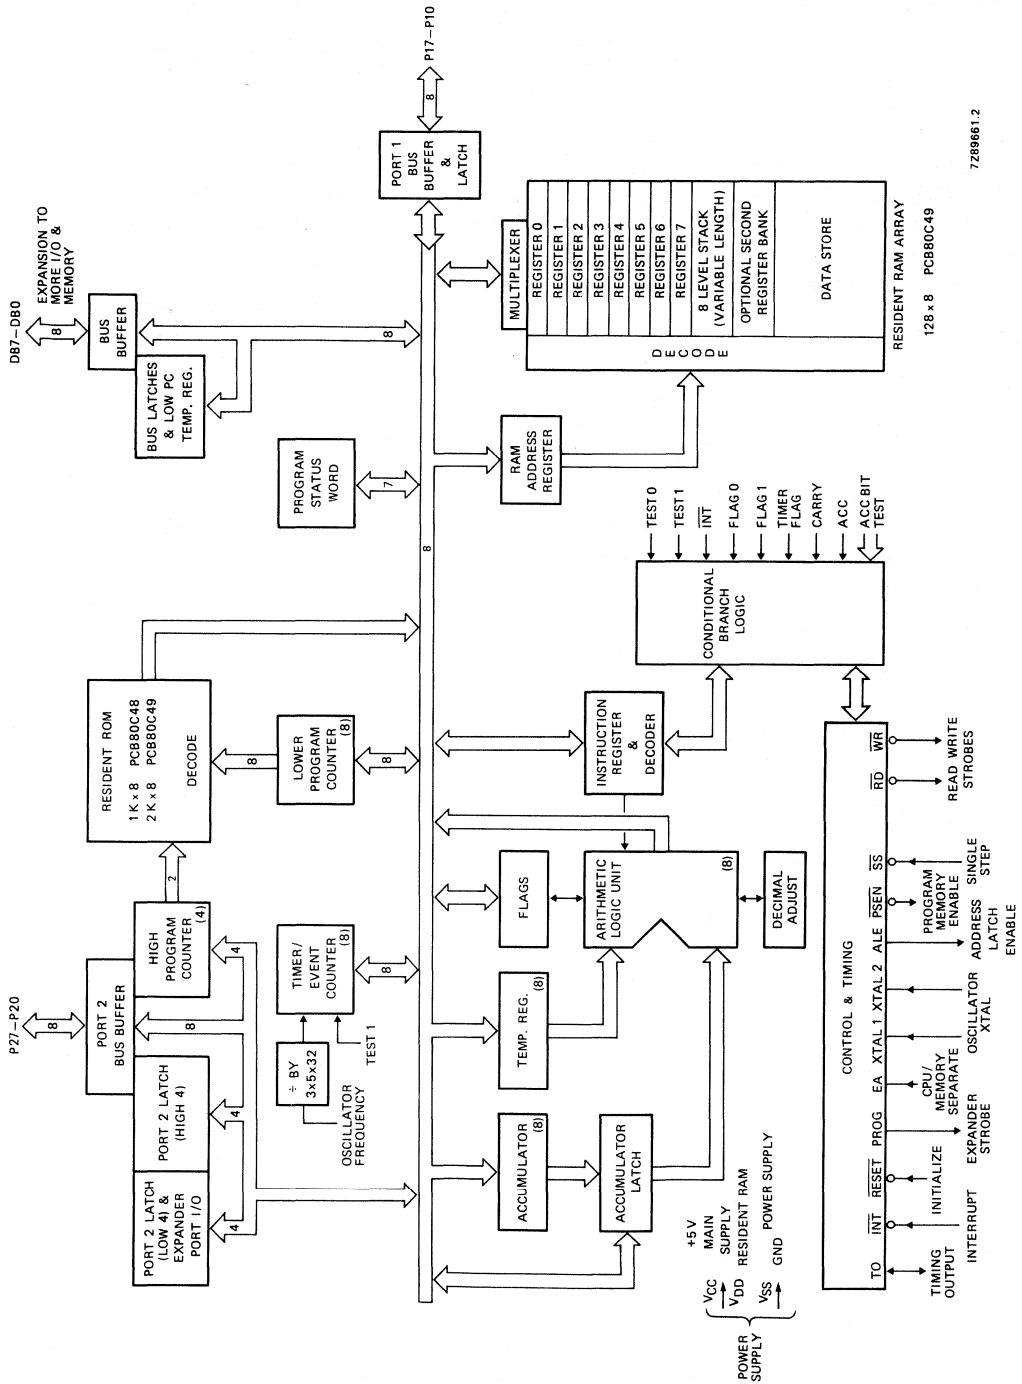 P27–P20
8
PORT 2
BUS BUFFER
PORT 2 LATCH
(LOW 4) &
EXPANDER
PORT I/O
PORT 2 LATCH
(HIGH 4)
HIGH
PROGRAM
COUNTER
(4)
4
4
8
4
2
RESIDENT ROM
1K x 8 PCB80C48
2K x 8 PCB80C49
DECODE
8
LOWER
PROGRAM
COUNTER
(8)
8
OSCILLATOR
FREQUENCY
÷ BY
3x5x32
TEST 1
TIMER/
EVENT
COUNTER
(8)
8
PROGRAM
STATUS
WORD
7
DB7–DB0
8
EXPANSION TO
MORE I/O &
MEMORY
BUS
BUFFER
BUS LATCHES
& LOW PC
TEMP. REG.
8
8
PORT 1
BUS
BUFFER
&
LATCH
8
P17–P10
ACCUMULATOR
(8)
ACCUMULATOR
LATCH
TEMP. REG.
(8)
FLAGS
ARITHMETIC
LOGIC UNIT
(8)
DECIMAL
ADJUST
INSTRUCTION
REGISTER
&
DECODER
RAM
ADDRESS
REGISTER
MULTIPLEXER
DECODE
REGISTER 0
REGISTER 1
REGISTER 2
REGISTER 3
REGISTER 4
REGISTER 5
REGISTER 6
REGISTER 7
8 LEVEL STACK
(VARIABLE LENGTH)
OPTIONAL SECOND
REGISTER BANK
DATA STORE
RESIDENT RAM ARRAY
128 x 8 PCB80C49
CONDITIONAL
BRANCH
LOGIC
TEST 0
TEST 1
INT
FLAG 0
FLAG 1
TIMER
FLAG
CARRY
ACC
ACC BIT
TEST
POWER
SUPPLY
VCC
+5V
MAIN
SUPPLY
VDD
RESIDENT RAM
POWER SUPPLY
VSS
GND
CONTROL & TIMING
TO
INT
RESET
PROG
EA
XTAL 1
XTAL 2
ALE
PSEN
SS
RD
WR
TIMING
OUTPUT
INTERRUPT
INITIALIZE
EXPANDER
STROBE
CPU/
MEMORY
SEPARATE
OSCILLATOR
XTAL
ADDRESS
LATCH
ENABLE
PROGRAM
MEMORY
ENABLE
SINGLE
STEP
READ WRITE
STROBES
7Z89661.2